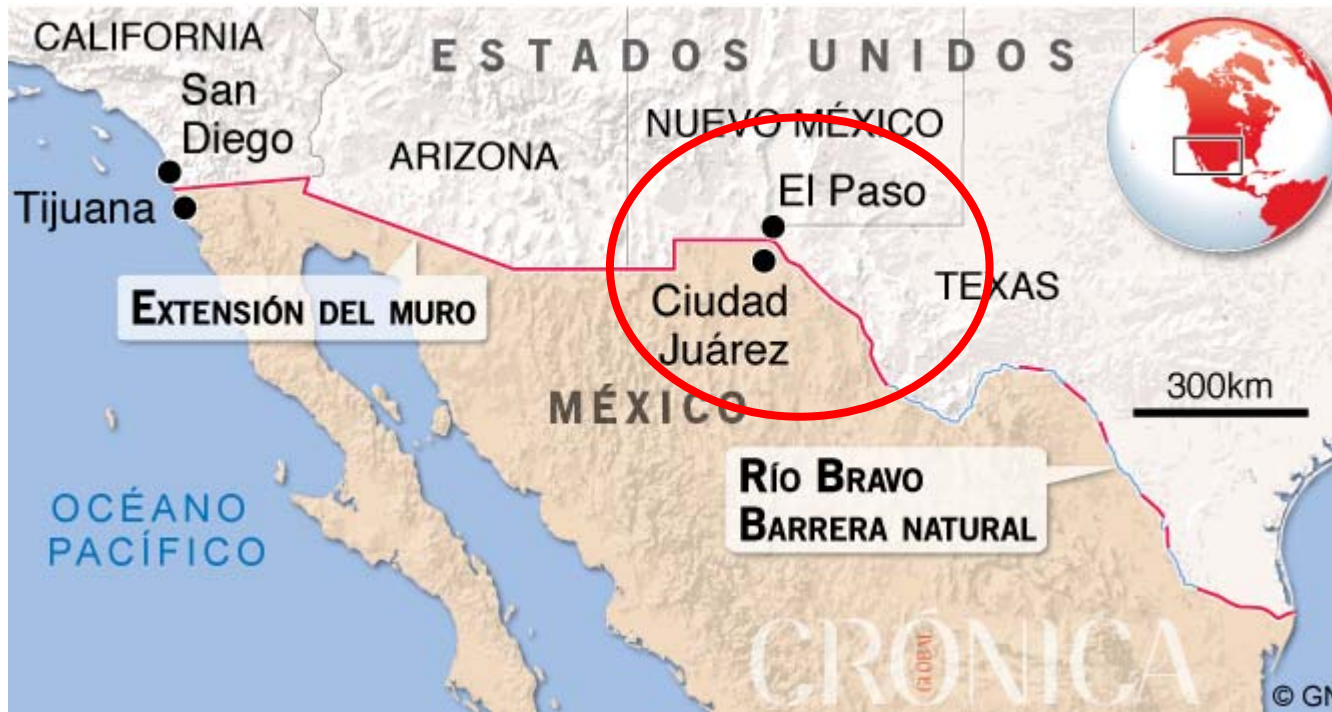 CALIFORNIA
ESTADOS UNIDOS
San
Diego
NUEVO MÉXICO
ARIZONA
El Paso
Tijuana
TEXAS
EXTENSIÓN DEL MURO
Ciudad
Juárez
300km
MÉXICO
RÍO BRAVO
BARRERA NATURAL
OCÉANO
PACÍFICO
CRÓNICA
GLOBAL
© GN